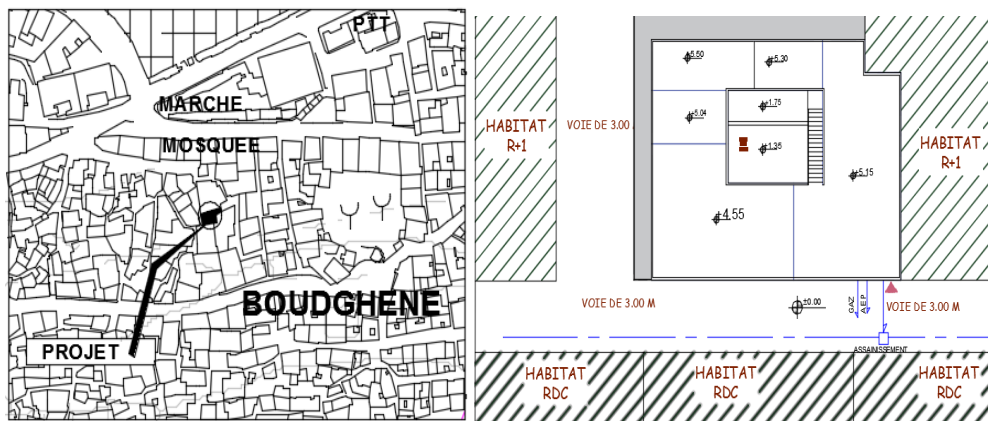 PTT
MARCHE
MOSQUEE
BOUDGHENE
PROJET
+5.50
+5.30
+1.75
+5.04
+1.35
+5.15
+4.55
HABITAT
R+1
VOIE DE 3.00
HABITAT
R+1
VOIE DE 3.00 M
±0.00
GAZ
A.E.P
VOIE DE 3.00 M
ASSAINISSEMENT
HABITAT
RDC
HABITAT
RDC
HABITAT
RDC